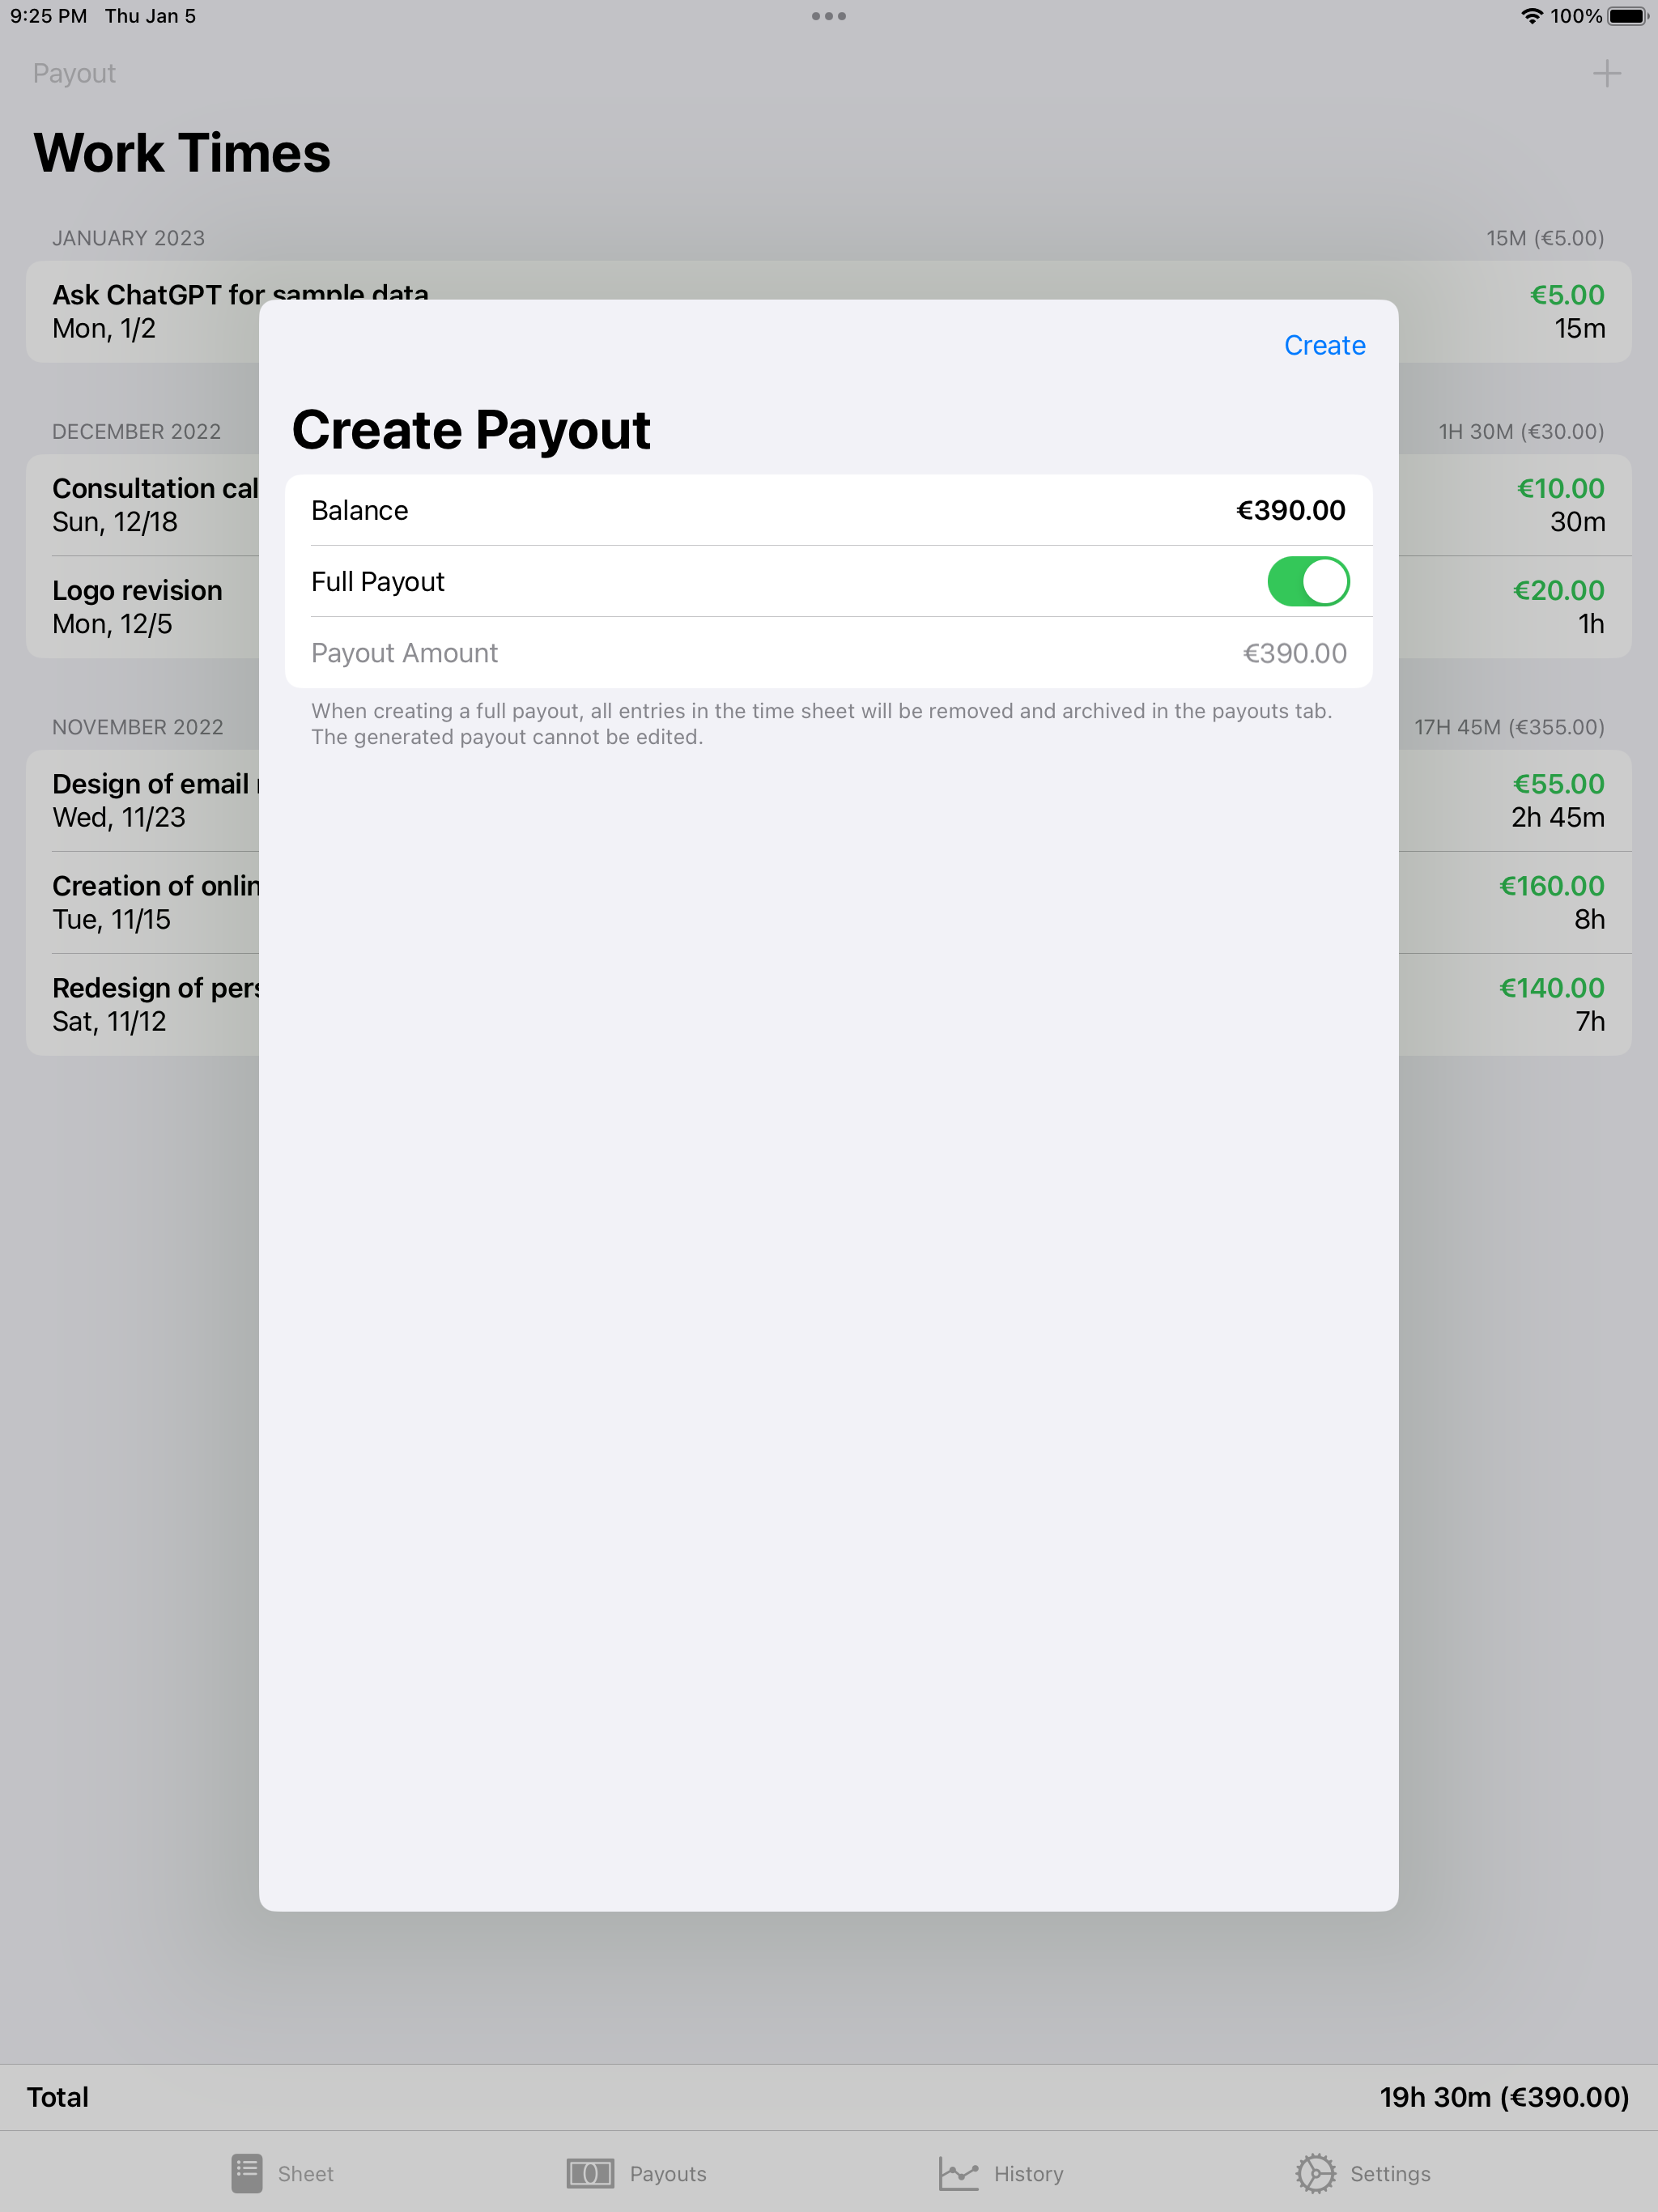 9:25 PM Thu Jan 5
100%
Payout
Work Times
JANUARY 2023 15M (€5.00)
Ask ChatGPT for sample data €5.00
Mon, 1/2 15m
Create
Create Payout
Balance €390.00
Full Payout
Payout Amount €390.00
When creating a full payout, all entries in the time sheet will be removed and archived in the payouts tab.
The generated payout cannot be edited.
DECEMBER 2022 1H 30M (€30.00)
Consultation cal €10.00
Sun, 12/18 30m
Logo revision €20.00
Mon, 12/5 1h
NOVEMBER 2022 17H 45M (€355.00)
Design of email €55.00
Wed, 11/23 2h 45m
Creation of onlin €160.00
Tue, 11/15 8h
Redesign of pers €140.00
Sat, 11/12 7h
Total 19h 30m (€390.00)
Sheet Payouts History Settings